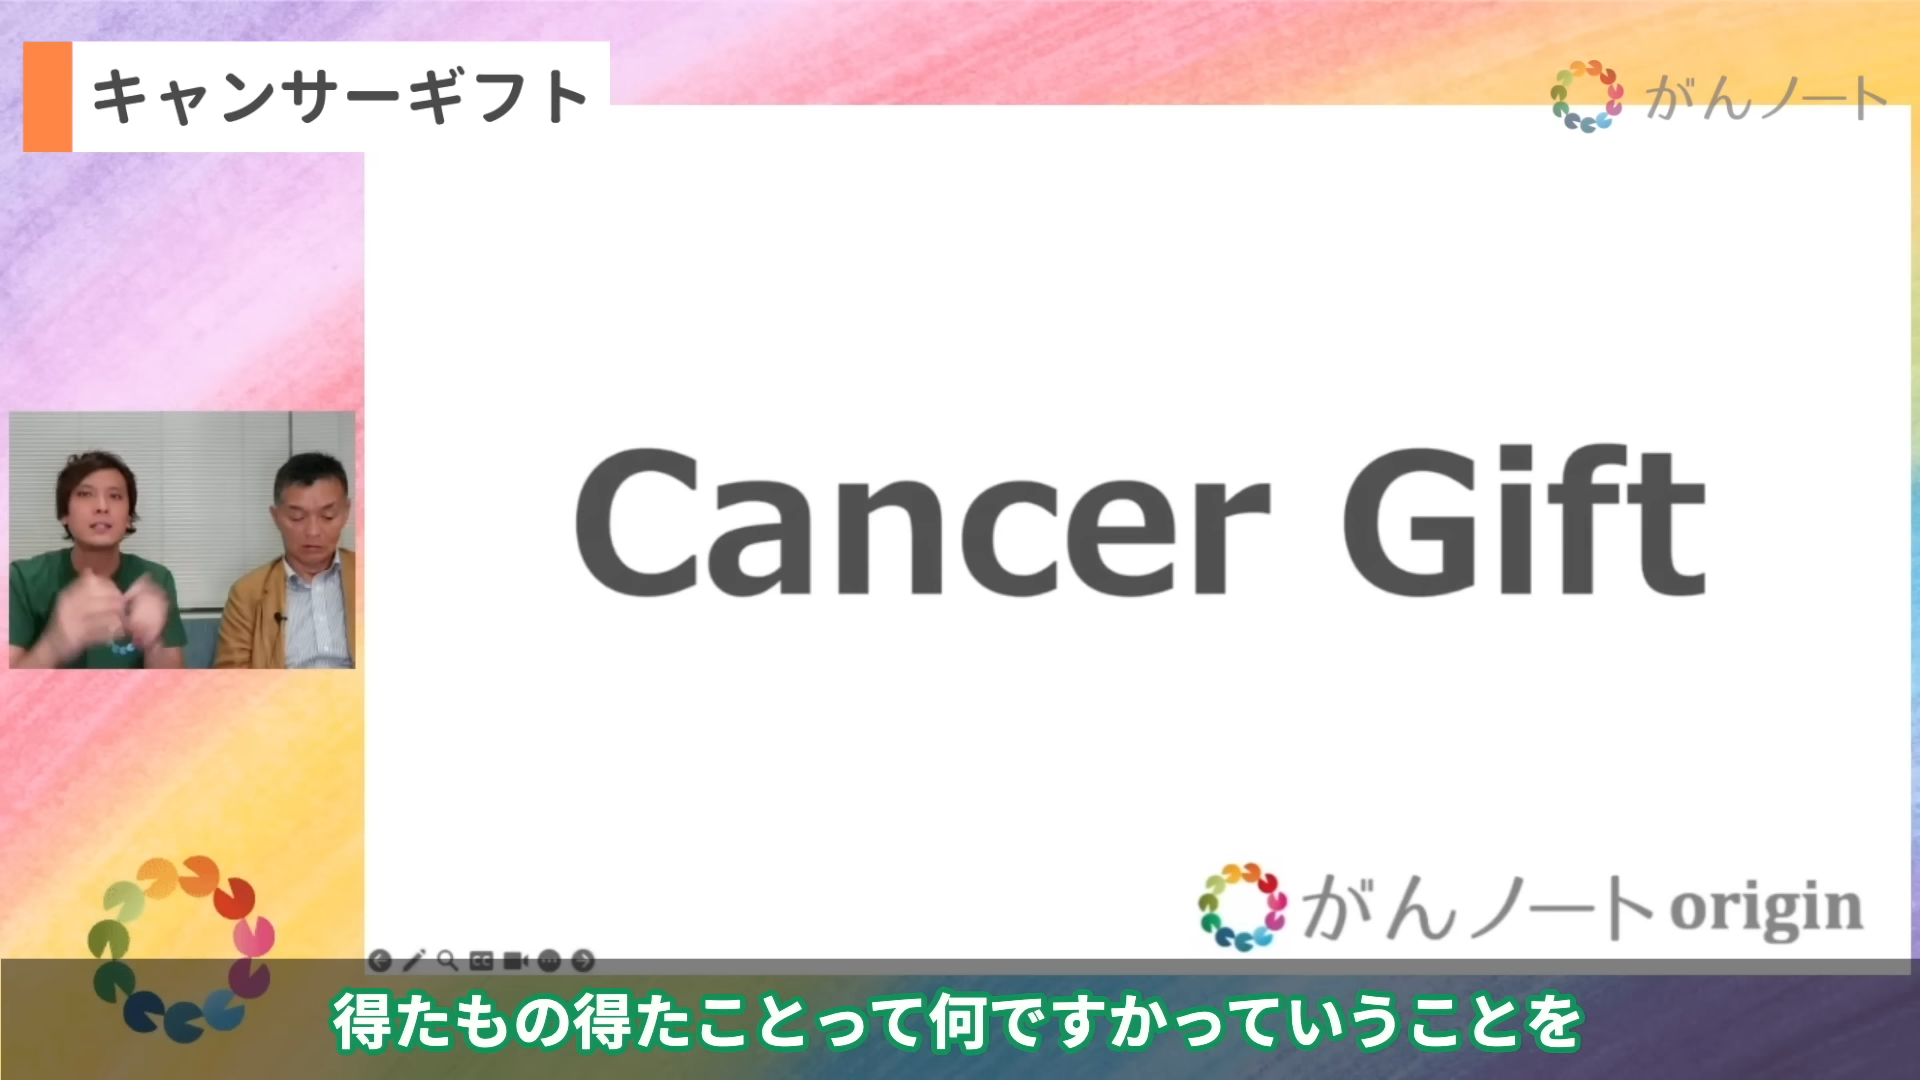 キャンサーギフト
がんノート
Cancer Gift
がんノート origin
CC
得たもの得たことって何ですかっていうことを